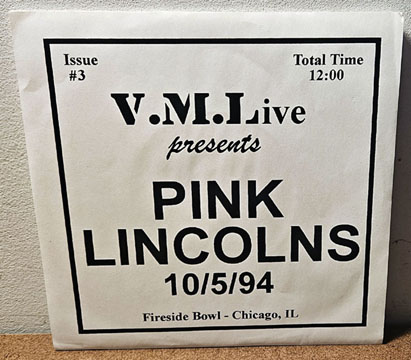 Issue
#3
Total Time
12:00
V.M.Live
presents
PINK
LINCOLNS
10/5/94
Fireside Bowl - Chicago, IL